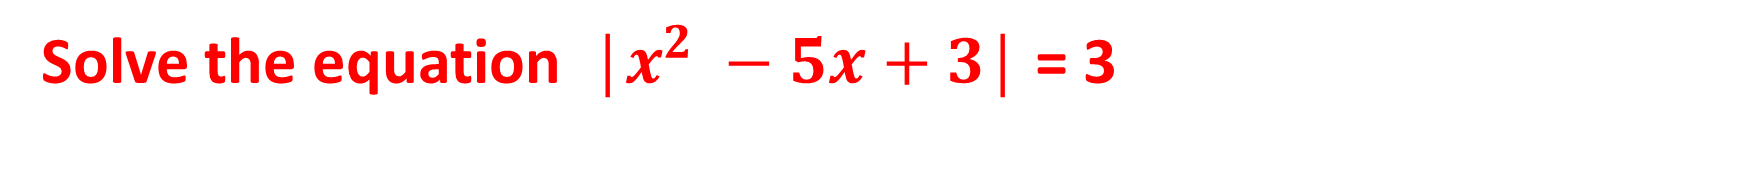 Solve the equation |x² − 5x + 3| = 3